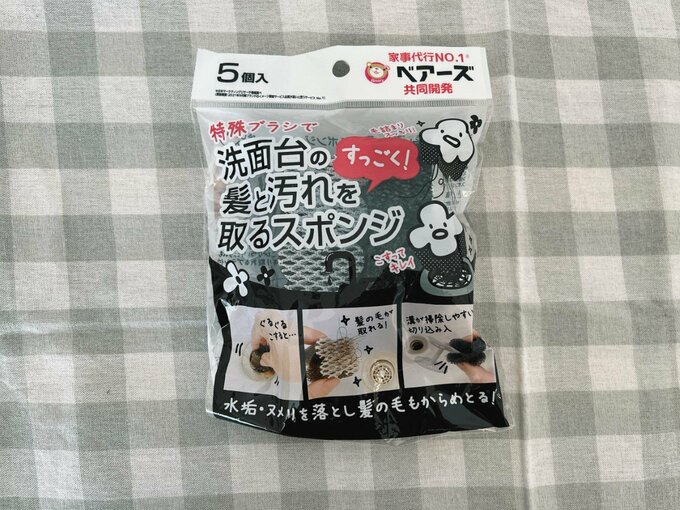 5個入
家事代行NO.1※
ベアーズ
共同開発
特殊ブラシで
洗面台の
すっごく!
髪と汚れを
取るスポンジ
こすって
キレイ
ぐるぐる
こすると…
髪の毛が
取れる!
溝が掃除しやすい
切り込み入
水垢・ヌメリを落とし髪の毛もからめとる!